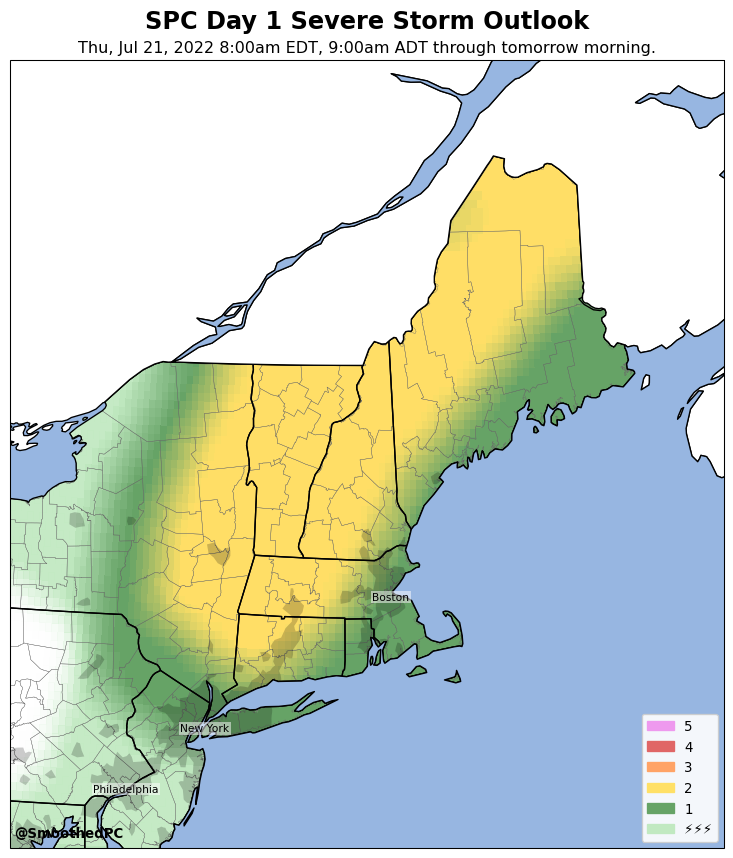 SPC Day 1 Severe Storm Outlook
Thu, Jul 21, 2022 8:00am EDT, 9:00am ADT through tomorrow morning.
Boston
New York
Philadelphia
5
4
3
2
1
⚡⚡⚡
@SmoothedPC